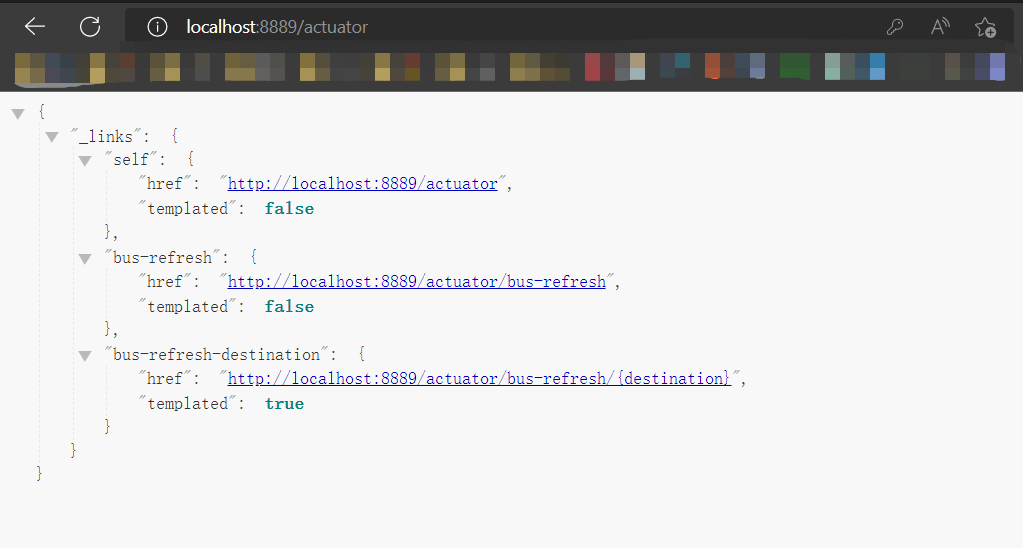 localhost:8889/actuator
{
"_links": {
"self": {
"href": "http://localhost:8889/actuator",
"templated": false
},
"bus-refresh": {
"href": "http://localhost:8889/actuator/bus-refresh",
"templated": false
},
"bus-refresh-destination": {
"href": "http://localhost:8889/actuator/bus-refresh/{destination}",
"templated": true
}
}
}